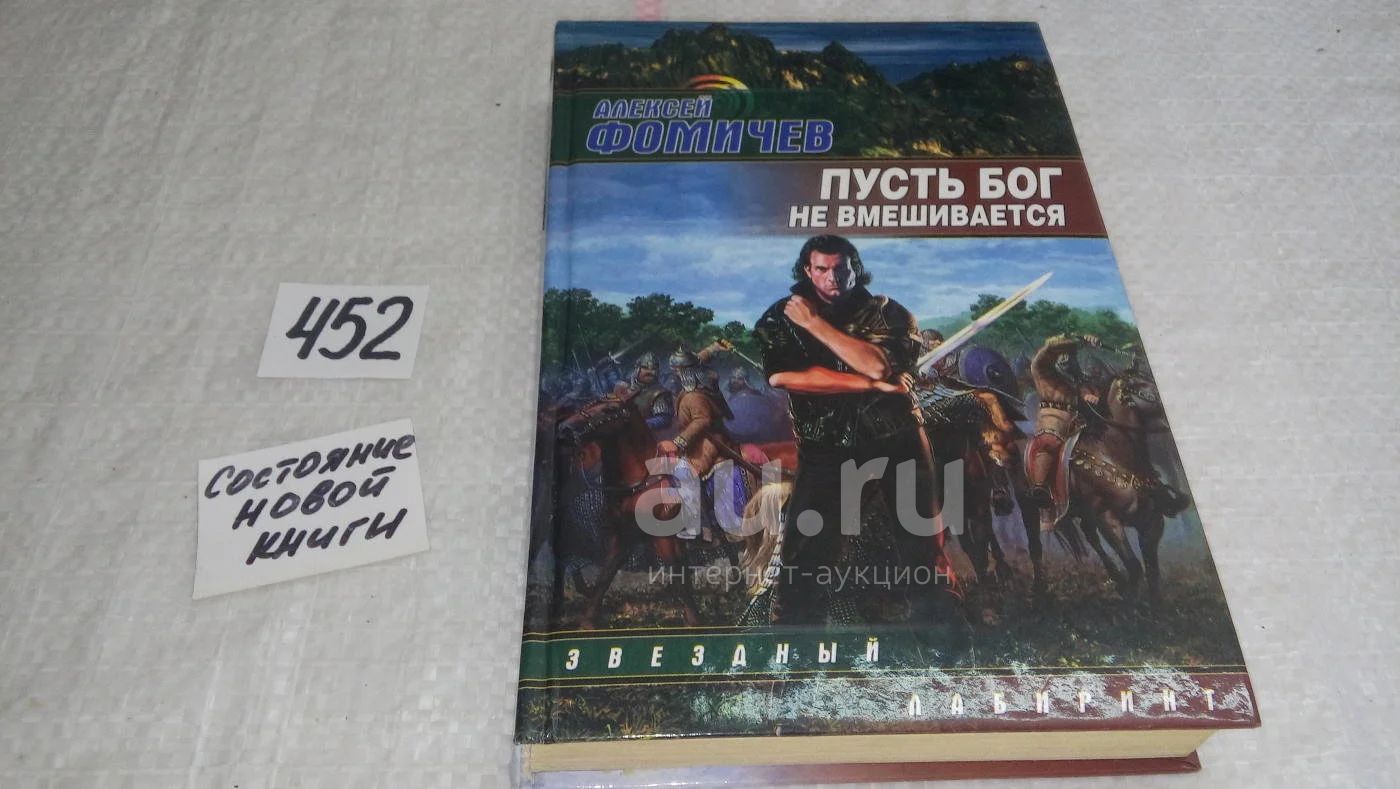 АЛЕКСЕЙ
ФОМИЧЕВ
ПУСТЬ БОГ
НЕ ВМЕШИВАЕТСЯ
452
Состояние
новой
книги
au.ru
интернет-аукцион
ЗВЕЗДНЫЙ
ЛАБИРИНТ